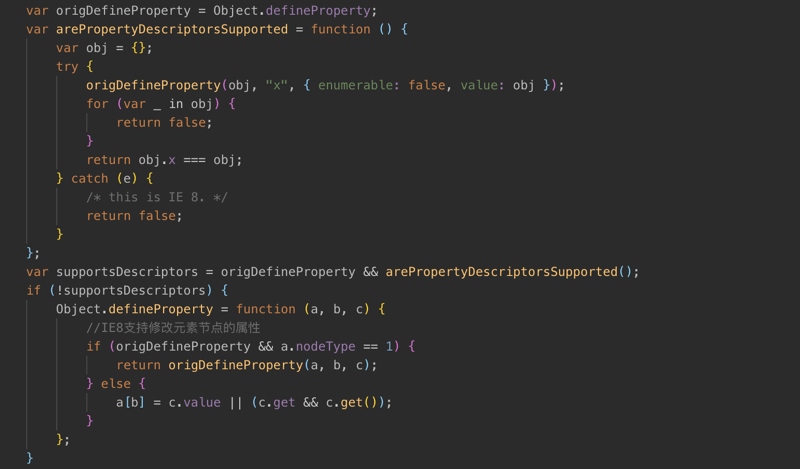 var origDefineProperty = Object.defineProperty;
var arePropertyDescriptorsSupported = function () {
    var obj = {};
    try {
        origDefineProperty(obj, "x", { enumerable: false, value: obj });
        for (var _ in obj) {
            return false;
        }
        return obj.x === obj;
    } catch (e) {
        /* this is IE 8. */
        return false;
    }
};
var supportsDescriptors = origDefineProperty && arePropertyDescriptorsSupported();
if (!supportsDescriptors) {
    Object.defineProperty = function (a, b, c) {
        //IE8支持修改元素节点的属性
        if (origDefineProperty && a.nodeType == 1) {
            return origDefineProperty(a, b, c);
        } else {
            a[b] = c.value || (c.get && c.get());
        }
    };
}